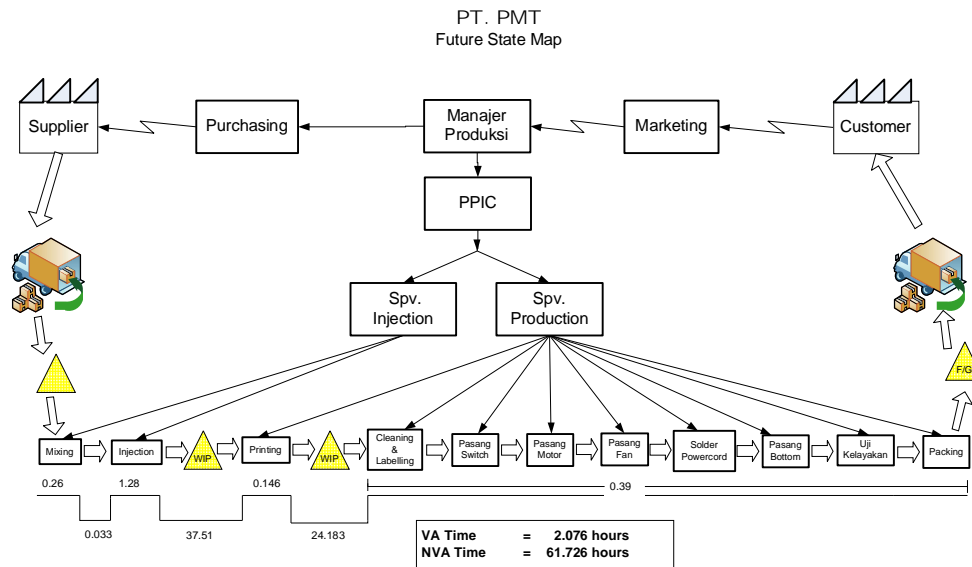 PT. PMT
Future State Map
Supplier
Purchasing
Manajer
Produksi
Marketing
Customer
PPIC
Spv.
Injection
Spv.
Production
F/G
Mixing
Injection
WIP
Printing
WIP
Cleaning
&
Labelling
Pasang
Switch
Pasang
Motor
Pasang
Fan
Solder
Powercord
Pasang
Bottom
Uji
Kelayakan
Packing
0.26
1.28
0.146
0.39
0.033
37.51
24.183
VA Time = 2.076 hours
NVA Time = 61.726 hours